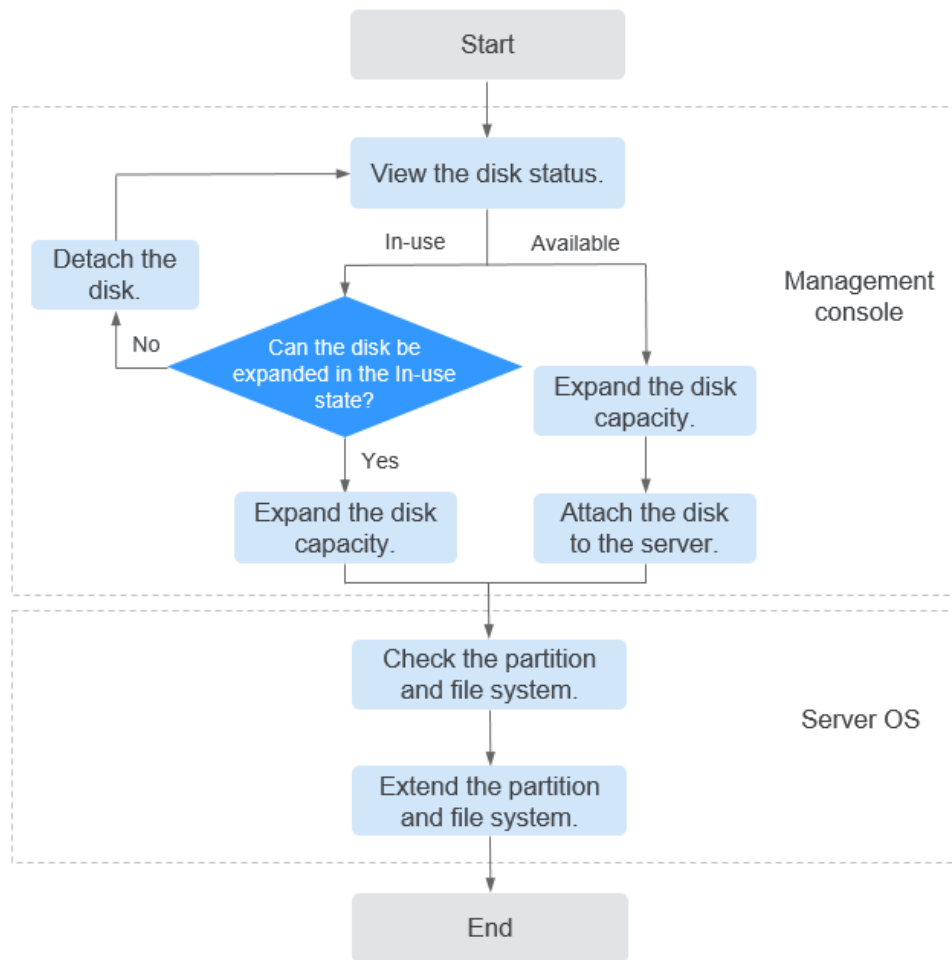 Start
View the disk status.
In-use
Available
Detach the
disk.
Management
console
No
Can the disk be
expanded in the In-use
state?
Expand the disk
capacity.
Yes
Expand the disk
capacity.
Attach the disk
to the server.
Check the partition
and file system.
Server OS
Extend the partition
and file system.
End